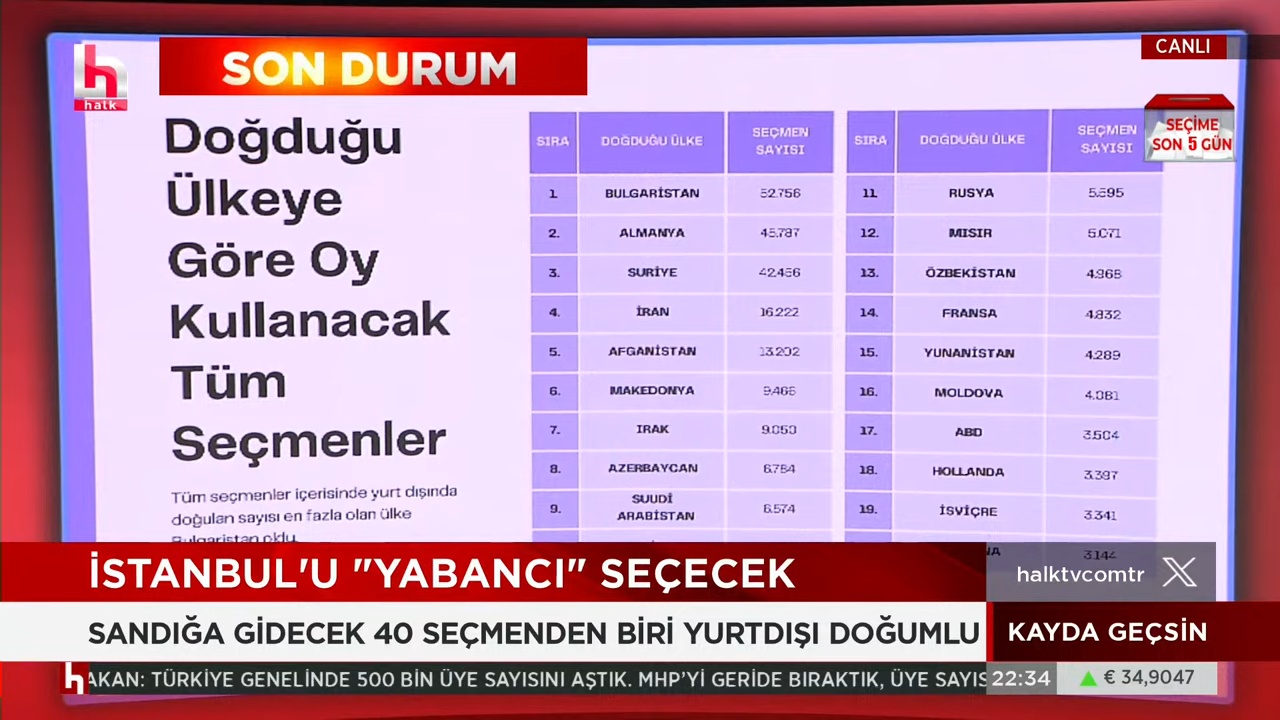 SON DURUM
CANLI
h
halk
SEÇİME
SON 5 GÜN
Doğduğu
Ülkeye
Göre Oy
Kullanacak
Tüm
Seçmenler
Tüm seçmenler içerisinde yurt dışında
doğulan sayısı en fazla olan ülke
Bulgaristan oldu.
SIRA DOĞDUĞU ÜLKE SEÇMEN SAYISI
1. BULGARİSTAN 52.756
2. ALMANYA 45.787
3. SURİYE 42.456
4. İRAN 16.222
5. AFGANİSTAN 13.202
6. MAKEDONYA 9.466
7. IRAK 9.050
8. AZERBAYCAN 6.784
9. SUUDİ ARABİSTAN 6.574
SIRA DOĞDUĞU ÜLKE SEÇMEN SAYISI
11. RUSYA 5.595
12. MISIR 5.071
13. ÖZBEKİSTAN 4.968
14. FRANSA 4.832
15. YUNANİSTAN 4.289
16. MOLDOVA 4.081
17. ABD 3.504
18. HOLLANDA 3.397
19. İSVİÇRE 3.341
3.144
İSTANBUL'U "YABANCI" SEÇECEK
halktvcomtr X
SANDIĞA GİDECEK 40 SEÇMENDEN BİRİ YURTDIŞI DOĞUMLU
KAYDA GEÇSİN
h AKAN: TÜRKİYE GENELİNDE 500 BİN ÜYE SAYISINI AŞTIK. MHP'Yİ GERİDE BIRAKTIK, ÜYE SAYIS
22:34 € 34,9047